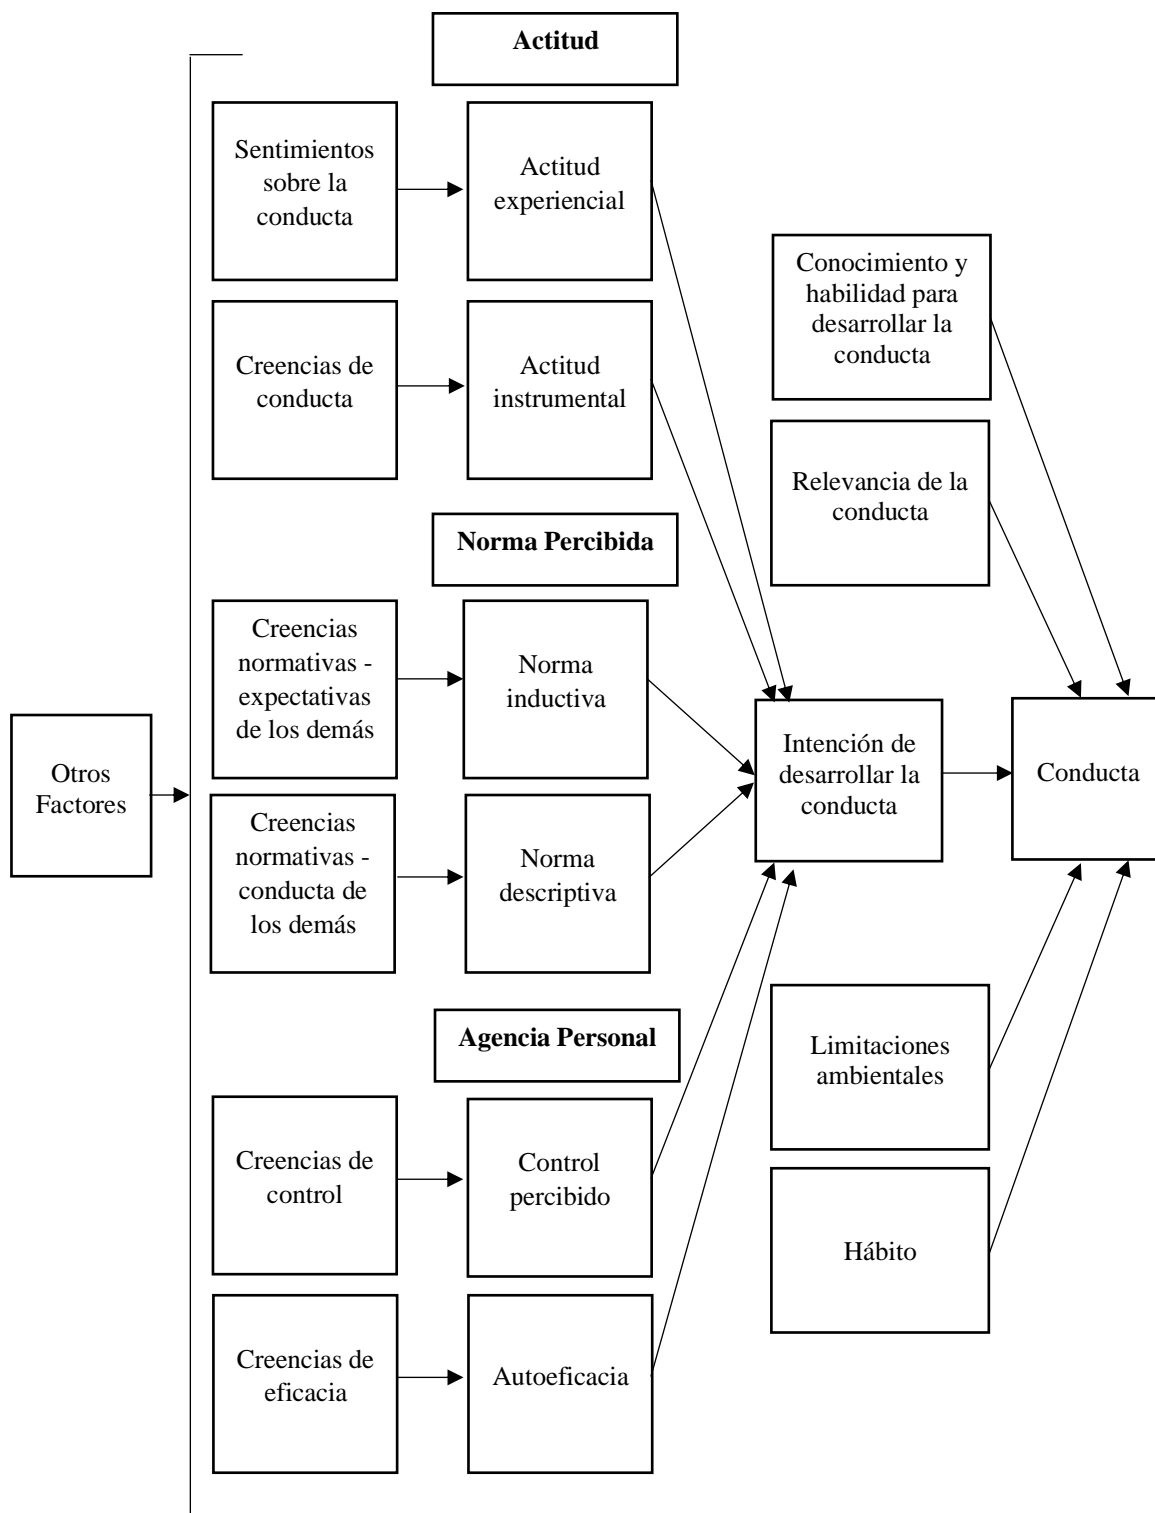 Actitud
Sentimientos
sobre la
conducta
Actitud
experiencial
Creencias de
conducta
Actitud
instrumental
Conocimiento y
habilidad para
desarrollar la
conducta
Relevancia de la
conducta
Norma Percibida
Creencias
normativas -
expectativas
de los demás
Norma
inductiva
Otros
Factores
Creencias
normativas -
conducta de
los demás
Norma
descriptiva
Intención de
desarrollar la
conducta
Conducta
Agencia Personal
Creencias de
control
Control
percibido
Creencias de
eficacia
Autoeficacia
Limitaciones
ambientales
Hábito